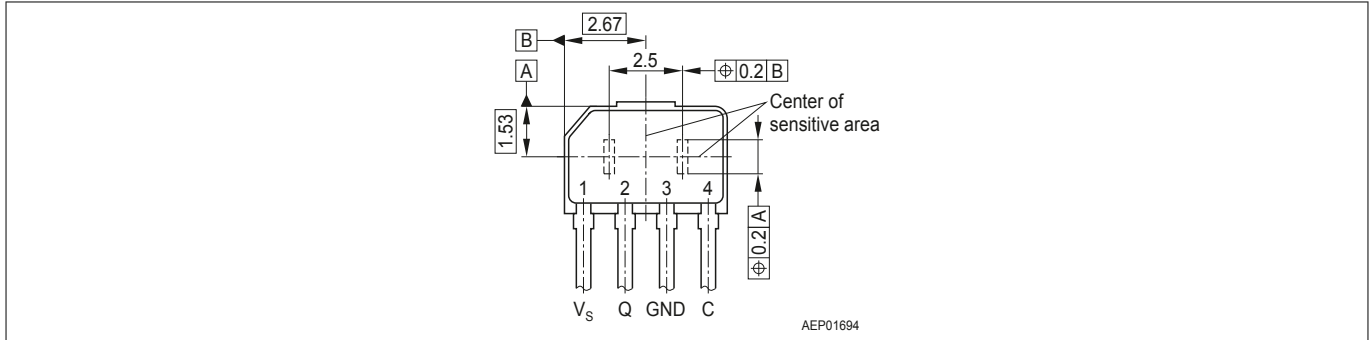 2.67
B
2.5
⌖ 0.2 B
A
Center of
sensitive area
1.53
1 2 3 4
⌖ 0.2 A
V_S Q GND C
AEP01694